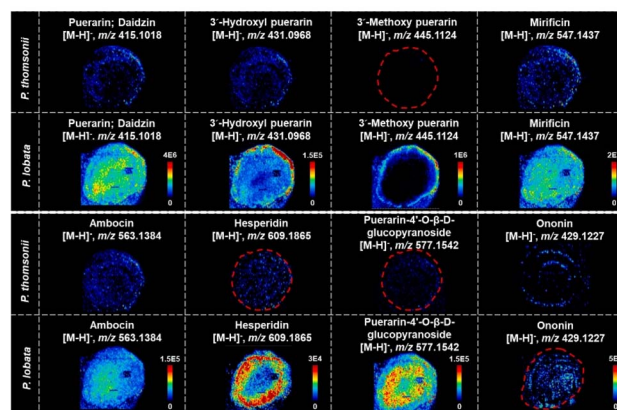 P. thomsonii
Puerarin; Daidzin
[M-H]-, m/z 415.1018
3´-Hydroxyl puerarin
[M-H]-, m/z 431.0968
3´-Methoxy puerarin
[M-H]-, m/z 445.1124
Mirificin
[M-H]-, m/z 547.1437
P. lobata
Puerarin; Daidzin
[M-H]-, m/z 415.1018
4E6
0
3´-Hydroxyl puerarin
[M-H]-, m/z 431.0968
1.5E5
0
3´-Methoxy puerarin
[M-H]-, m/z 445.1124
1E6
0
Mirificin
[M-H]-, m/z 547.1437
0
P. thomsonii
Ambocin
[M-H]-, m/z 563.1384
Hesperidin
[M-H]-, m/z 609.1865
Puerarin-4'-O-β-D-
glucopyranoside
[M-H]-, m/z 577.1542
Ononin
[M-H]-, m/z 429.1227
P. lobata
Ambocin
[M-H]-, m/z 563.1384
1.5E5
0
Hesperidin
[M-H]-, m/z 609.1865
3E4
0
Puerarin-4'-O-β-D-
glucopyranoside
[M-H]-, m/z 577.1542
1.5E5
0
Ononin
[M-H]-, m/z 429.1227
0